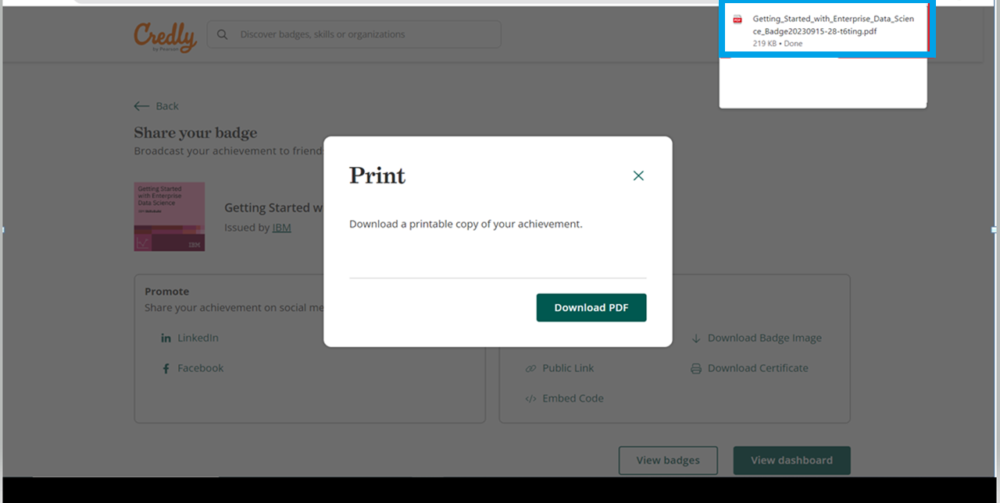 Getting_Started_with_Enterprise_Data_Scien
ce_Badge20230915-28-t6ting.pdf
219 KB • Done
Credly
by Pearson
Discover badges, skills or organizations
Back
Share your badge
Broadcast your achievement to friend
Getting Started
with Enterprise
Data Science
IBM
Getting Started w
Issued by IBM
Print
Download a printable copy of your achievement.
Download PDF
Promote
Share your achievement on social me
LinkedIn
Facebook
Download Badge Image
Public Link
Download Certificate
</> Embed Code
View badges
View dashboard